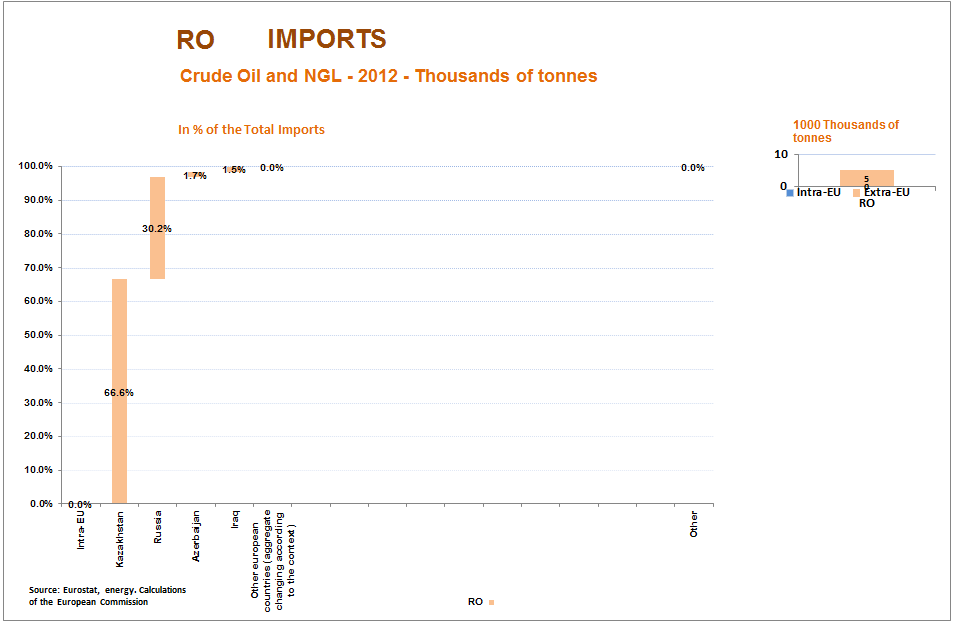 RO IMPORTS
Crude Oil and NGL - 2012 - Thousands of tonnes
In % of the Total Imports
1000 Thousands of
tonnes
100.0%
90.0%
80.0%
70.0%
60.0%
50.0%
40.0%
30.0%
20.0%
10.0%
0.0%
0.0%
66.6%
30.2%
1.7%
1.5%
0.0%
0.0%
Intra-EU
Kazakhstan
Russia
Azerbaijan
Iraq
Other european
countries (aggregate
changing according
to the context)
Other
10
0
5
0
Intra-EU Extra-EU
RO
Source: Eurostat, energy. Calculations
of the European Commission
RO